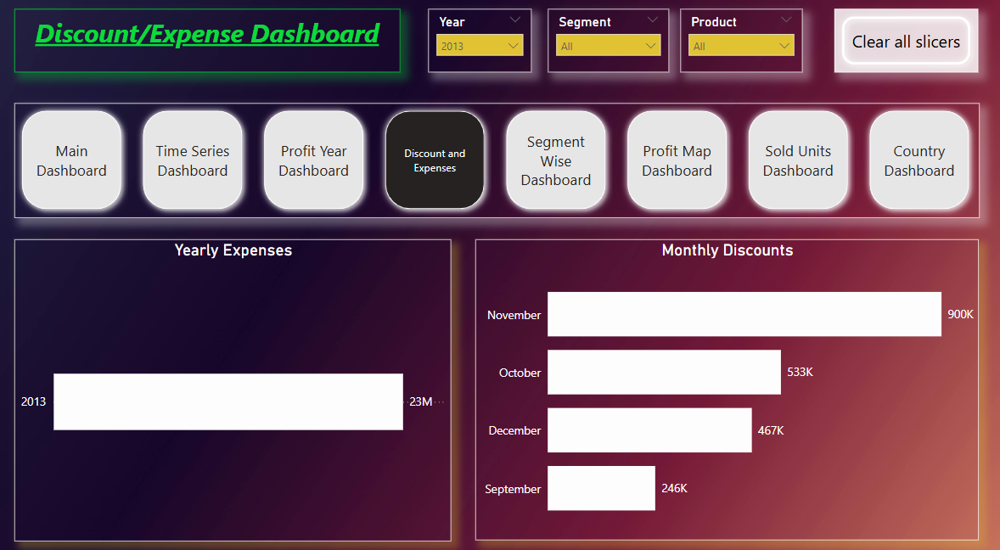 Discount/Expense Dashboard
Year
2013
Segment
All
Product
All
Clear all slicers
Main
Dashboard
Time Series
Dashboard
Profit Year
Dashboard
Discount and
Expenses
Segment
Wise
Dashboard
Profit Map
Dashboard
Sold Units
Dashboard
Country
Dashboard
Yearly Expenses
2013
23M
Monthly Discounts
November
900K
October
533K
December
467K
September
246K